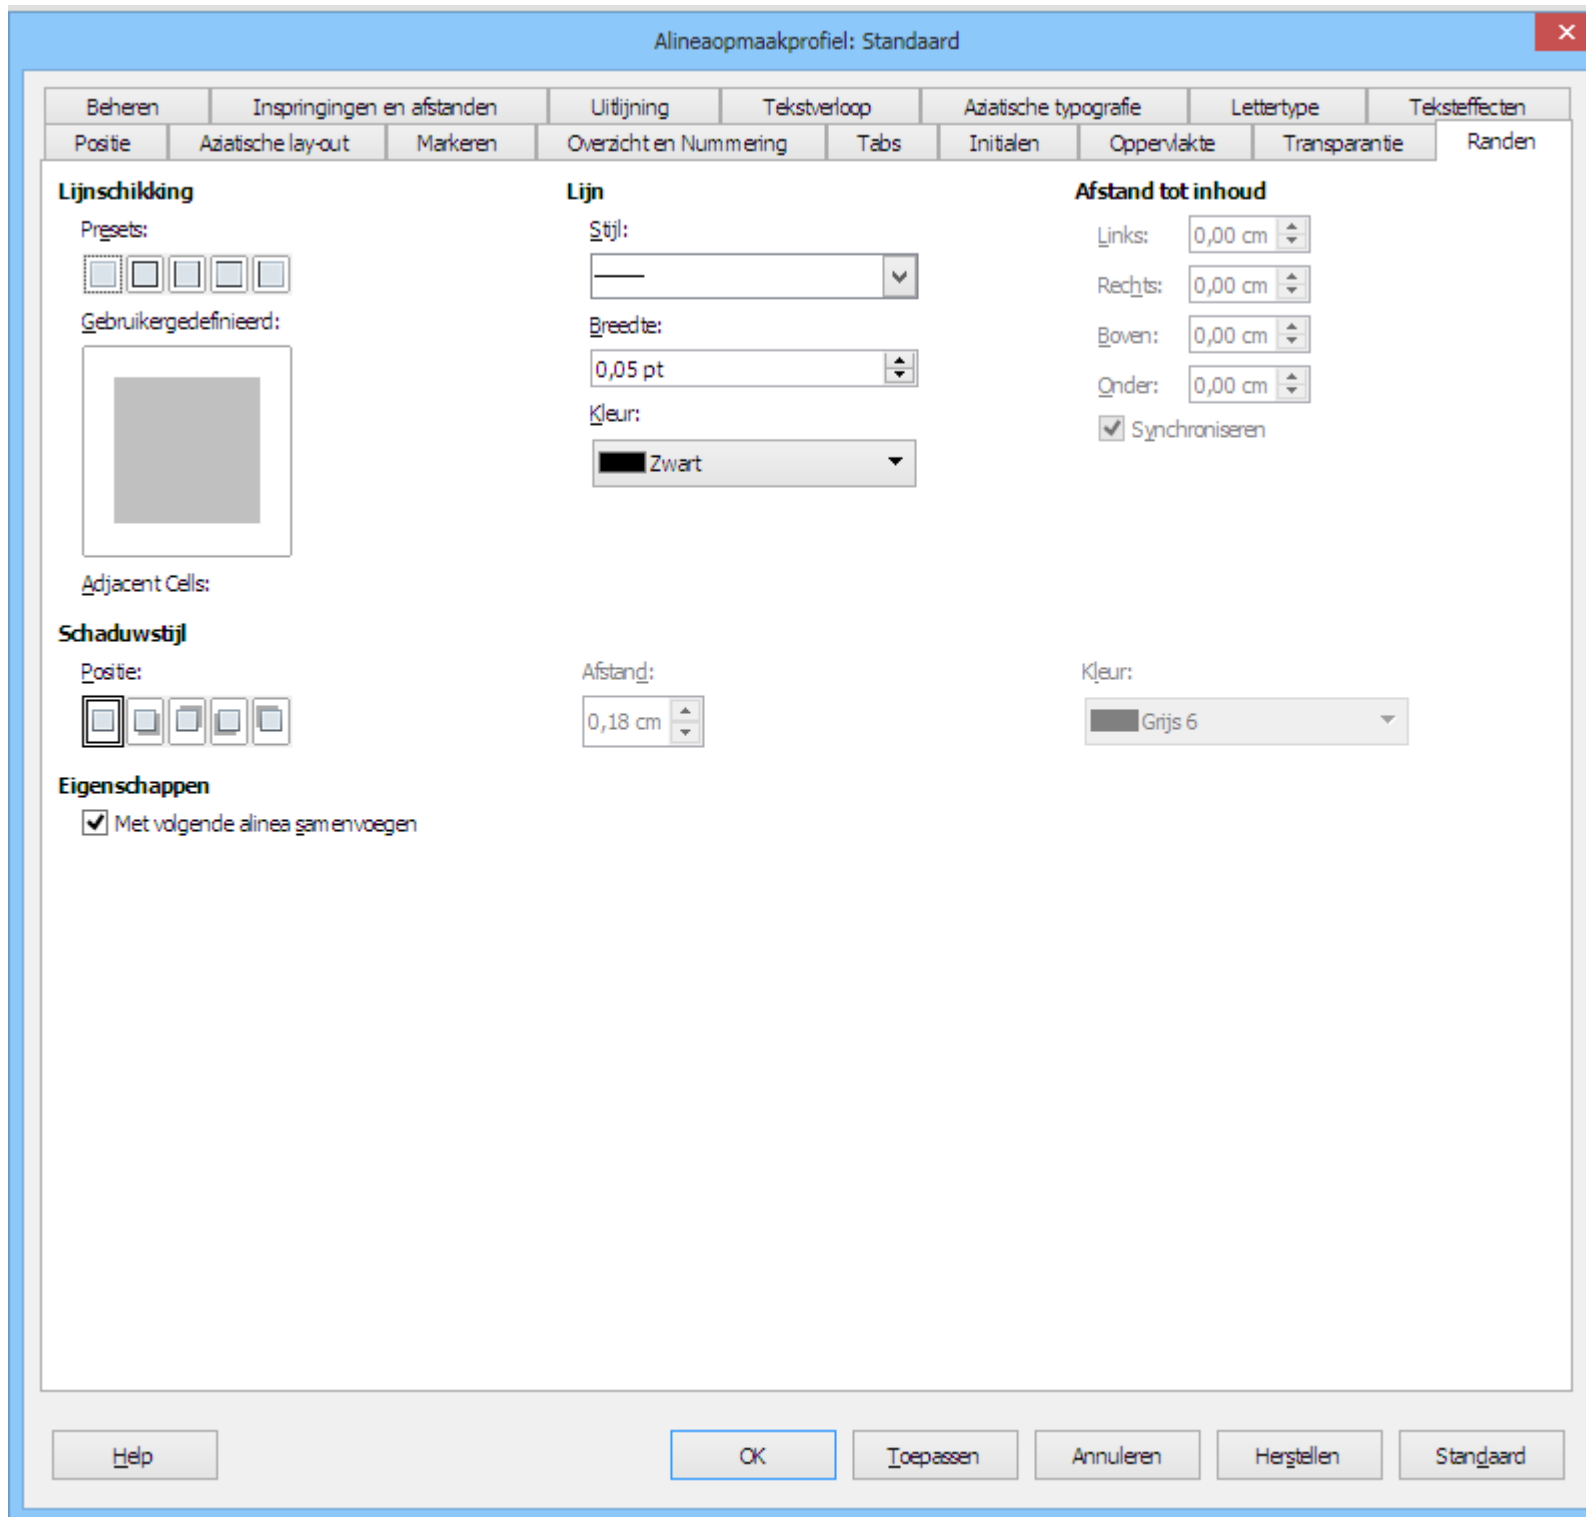 Alineaopmaakprofiel: Standaard
Beheren Inspringingen en afstanden Uitlijning Tekstverloop Aziatische typografie Lettertype Teksteffecten
Positie Aziatische lay-out Markeren Overzicht en Nummering Tabs Initialen Oppervlakte Transparantie Randen
Lijnschikking Lijn Afstand tot inhoud
Presets: Stijl: Links: 0,00 cm
Rechts: 0,00 cm
Gebruikergedefinieerd: Breedte: Boven: 0,00 cm
0,05 pt Onder: 0,00 cm
Kleur: Synchroniseren
Zwart
Adjacent Cells:
Schaduwstijl
Positie: Afstand: Kleur:
0,18 cm Grijs 6
Eigenschappen
Met volgende alinea samenvoegen
Help OK Toepassen Annuleren Herstellen Standaard